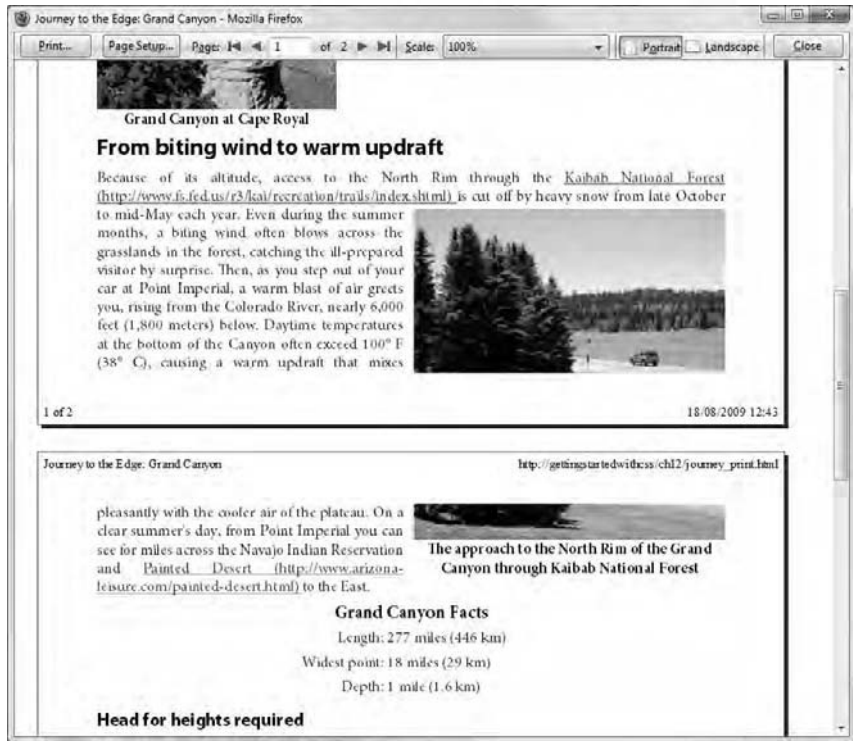 Journey to the Edge: Grand Canyon - Mozilla Firefox
Print... Page Setup... Page: 1 of 2 Scale: 100% Portrait Landscape Close
Grand Canyon at Cape Royal
From biting wind to warm updraft
Because of its altitude, access to the North Rim through the Kaibab National Forest
(http://www.fs.fed.us/r3/kai/recreation/trails/index.shtml) is cut off by heavy snow from late October
to mid-May each year. Even during the summer
months, a biting wind often blows across the
grasslands in the forest, catching the ill-prepared
visitor by surprise. Then, as you step out of your
car at Point Imperial, a warm blast of air greets
you, rising from the Colorado River, nearly 6,000
feet (1,800 meters) below. Daytime temperatures
at the bottom of the Canyon often exceed 100° F
(38° C), causing a warm updraft that mixes
1 of 2 18/08/2009 12:43
Journey to the Edge: Grand Canyon http://gettingstartedwithcss/ch12/journey_print.html
pleasantly with the cooler air of the plateau. On a
clear summer's day, from Point Imperial you can
see for miles across the Navajo Indian Reservation
and Painted Desert (http://www.arizona-
leisure.com/painted-desert.html) to the East.
The approach to the North Rim of the Grand
Canyon through Kaibab National Forest
Grand Canyon Facts
Length: 277 miles (446 km)
Widest point: 18 miles (29 km)
Depth: 1 mile (1.6 km)
Head for heights required